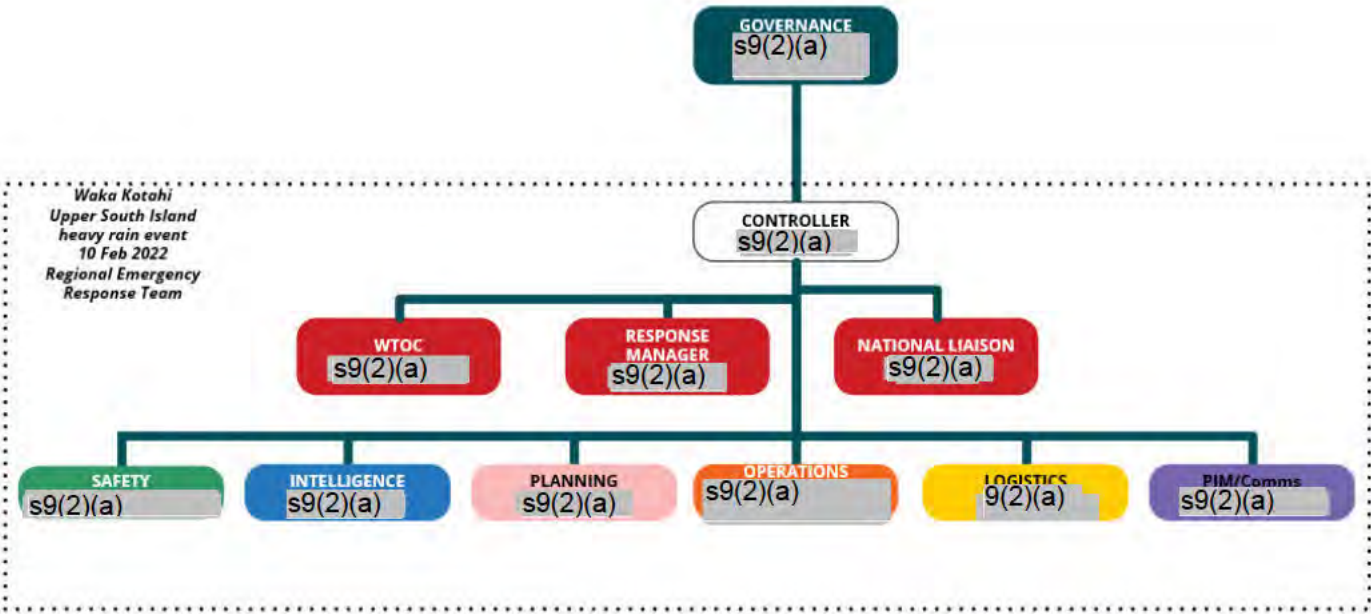 GOVERNANCE
s9(2)(a)
Waka Kotahi
Upper South Island
heavy rain event
10 Feb 2022
Regional Emergency
Response Team
CONTROLLER
s9(2)(a)
WTOC
s9(2)(a)
RESPONSE
MANAGER
s9(2)(a)
NATIONAL LIAISON
s9(2)(a)
SAFETY
s9(2)(a)
INTELLIGENCE
s9(2)(a)
PLANNING
s9(2)(a)
OPERATIONS
s9(2)(a)
LOGISTICS
9(2)(a)
PIM/Comms
s9(2)(a)